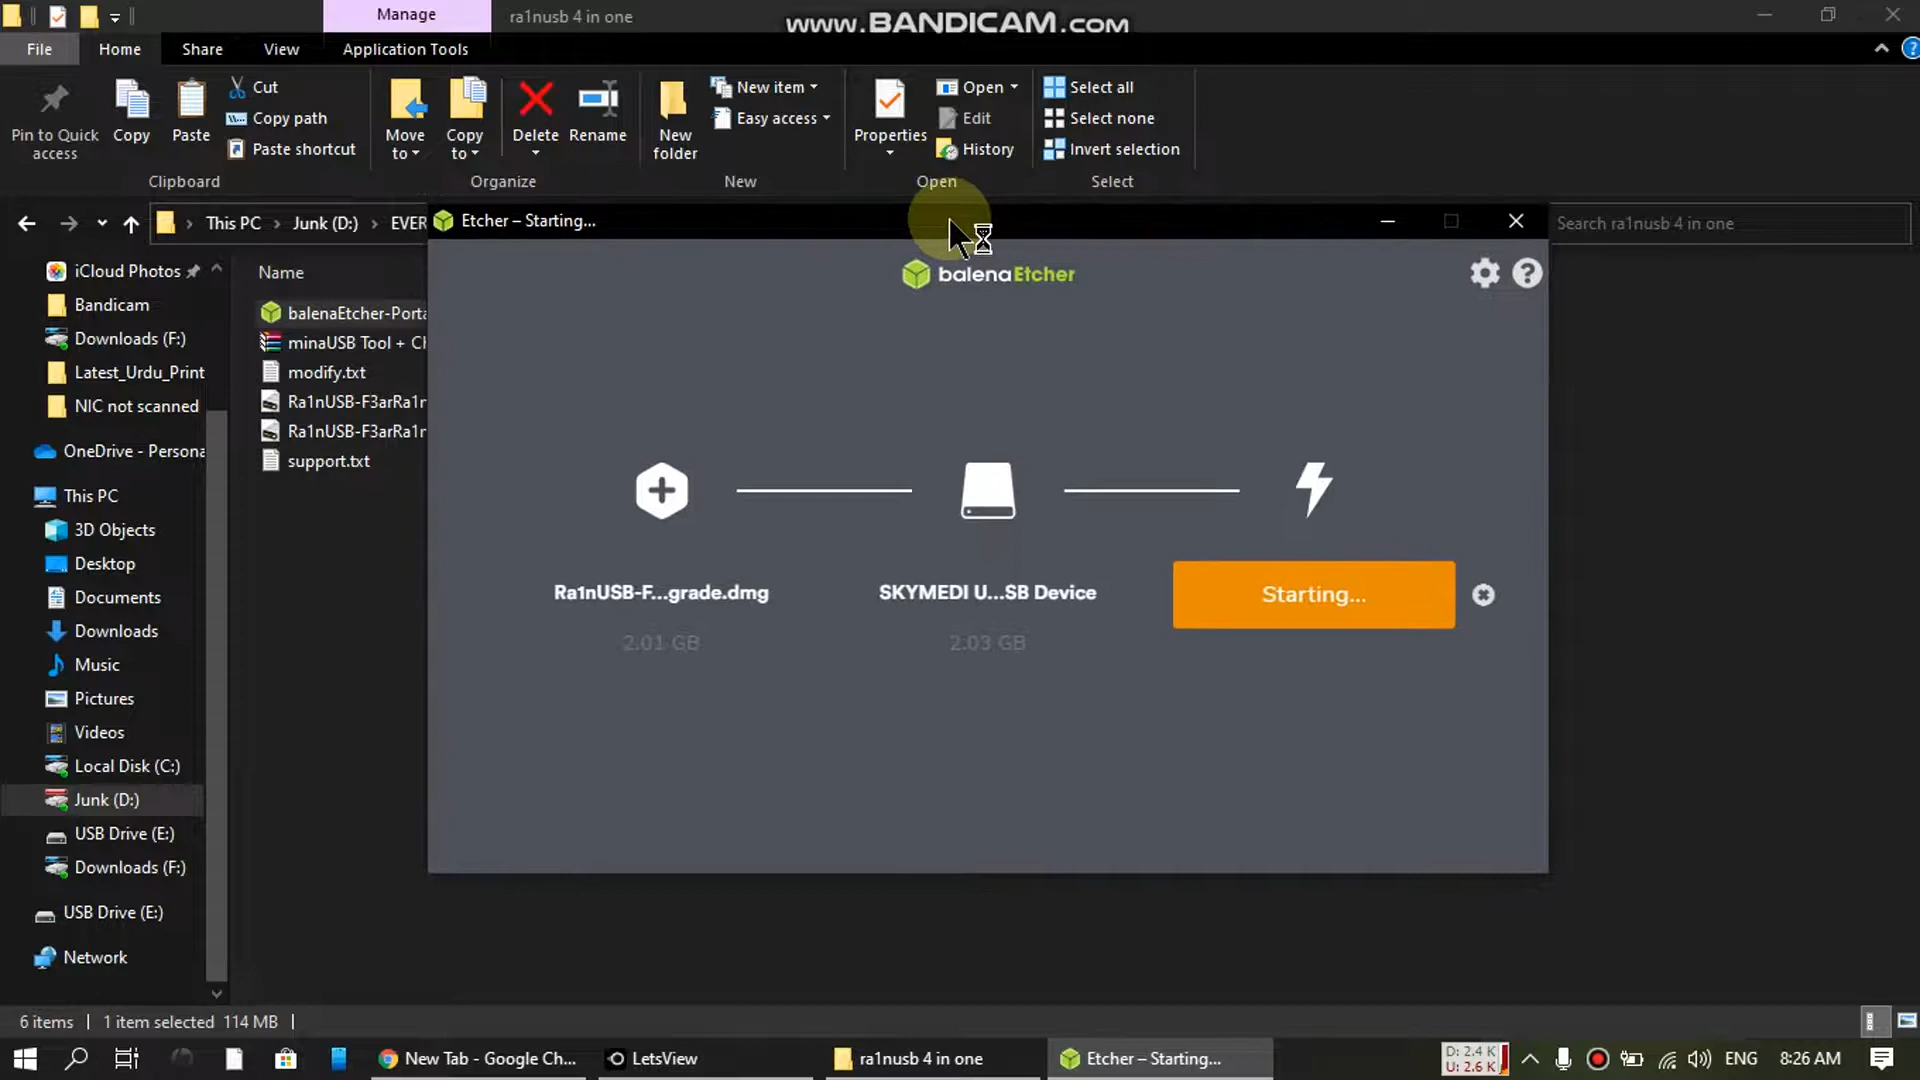 Manage
ra1nusb 4 in one
www.BANDICAM.com
File
Home
Share
View
Application Tools
Pin to Quick
access
Copy
Paste
Cut
Copy path
Paste shortcut
Clipboard
Move
to
Copy
to
Delete
Rename
Organize
New
folder
New item
Easy access
New
Properties
Open
Edit
History
Open
Select all
Select none
Invert selection
Select
This PC
Junk (D:)
EVER
Search ra1nusb 4 in one
Etcher – Starting...
balenaEtcher
iCloud Photos
Bandicam
Downloads (F:)
Latest_Urdu_Print
NIC not scanned
OneDrive - Persona
This PC
3D Objects
Desktop
Documents
Downloads
Music
Pictures
Videos
Local Disk (C:)
Junk (D:)
USB Drive (E:)
Downloads (F:)
USB Drive (E:)
Network
Name
balenaEtcher-Porta
minaUSB Tool + Ch
modify.txt
Ra1nUSB-F3arRa1n
Ra1nUSB-F3arRa1n
support.txt
Ra1nUSB-F...grade.dmg
2.01 GB
SKYMEDI U...SB Device
2.03 GB
Starting...
6 items
1 item selected 114 MB
New Tab - Google Ch...
LetsView
ra1nusb 4 in one
Etcher – Starting...
D: 2.4 K
U: 2.6 K
ENG
8:26 AM